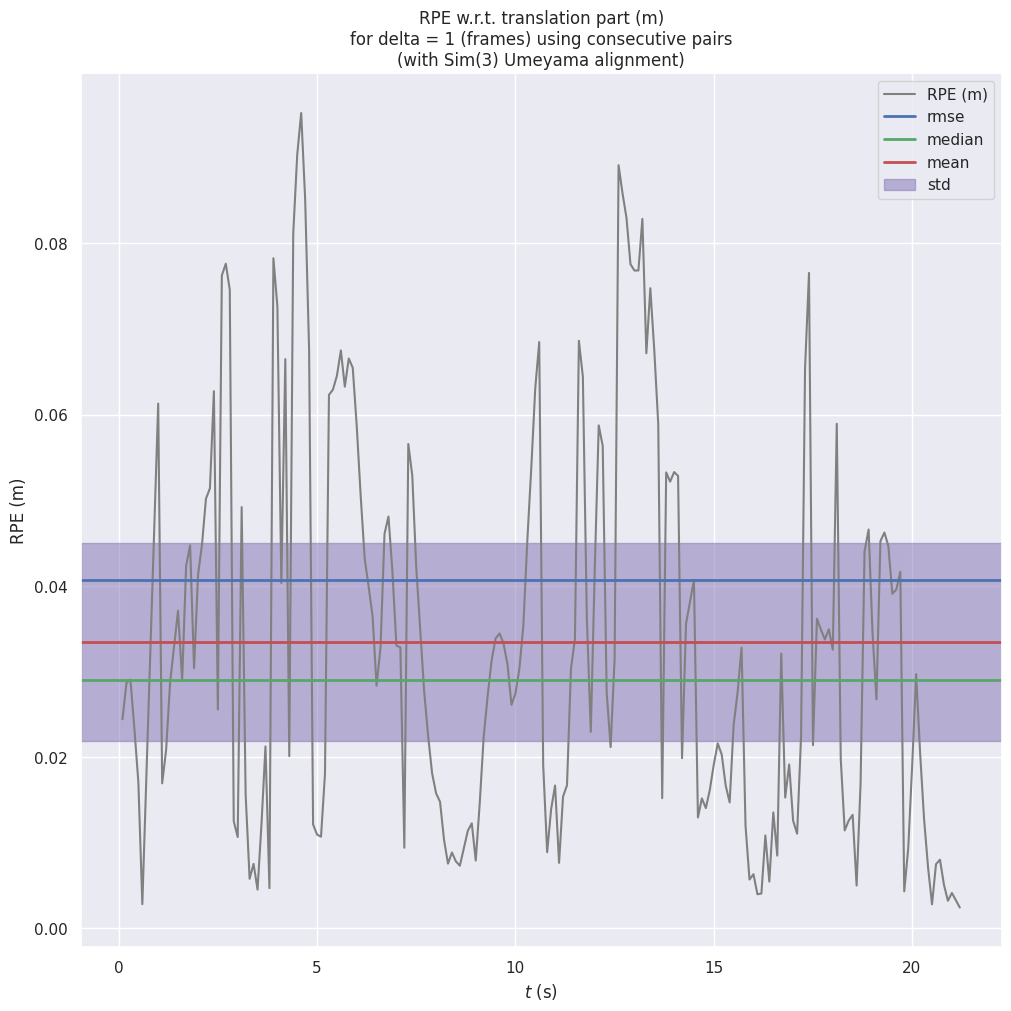 RPE w.r.t. translation part (m)
for delta = 1 (frames) using consecutive pairs
(with Sim(3) Umeyama alignment)
RPE (m)
rmse
median
mean
std
RPE (m)
0.08
0.06
0.04
0.02
0.00
0
5
10
15
20
t (s)